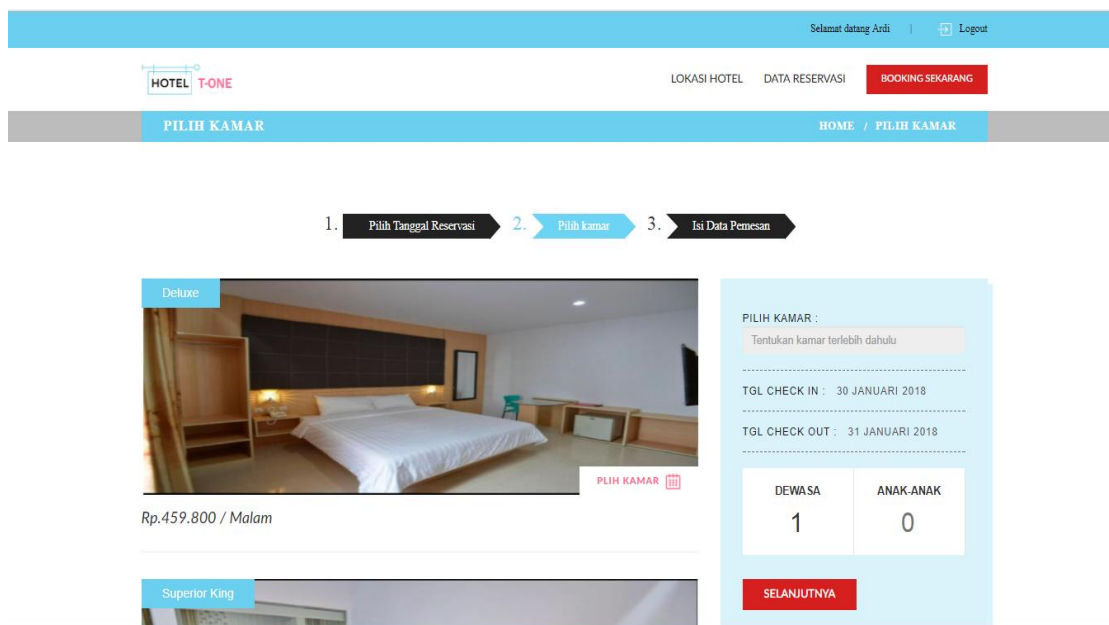 Selamat datang Ardi | Logout
HOTEL T-ONE
LOKASI HOTEL DATA RESERVASI BOOKING SEKARANG
PILIH KAMAR
HOME / PILIH KAMAR
1. Pilih Tanggal Reservasi 2. Pilih kamar 3. Isi Data Pemesan
Deluxe
PLIH KAMAR
Rp.459.800 / Malam
Superior King
PILIH KAMAR :
Tentukan kamar terlebih dahulu
TGL CHECK IN : 30 JANUARI 2018
TGL CHECK OUT : 31 JANUARI 2018
DEWASA ANAK-ANAK
1 0
SELANJUTNYA